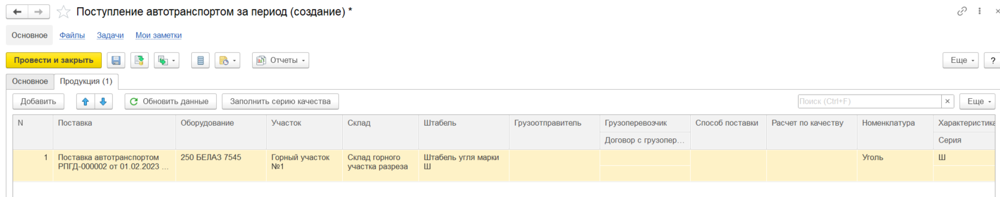 Поступление автотранспортом за период (создание) *
Основное Файлы Задачи Мои заметки
Провести и закрыть Отчеты Еще ?
Основное Продукция (1)
Добавить Обновить данные Заполнить серию качества Поиск (Ctrl+F) × Еще
N Поставка Оборудование Участок Склад Штабель Грузоотправитель Грузоперевозчик Способ поставки Расчет по качеству Номенклатура Характеристика
Договор с грузопер... Серия
1 Поставка автотранспортом 250 БЕЛАЗ 7545 Горный участок Склад горного Штабель угля марки Уголь Ш
РПГД-000002 от 01.02.2023 ... №1 участка разреза Ш